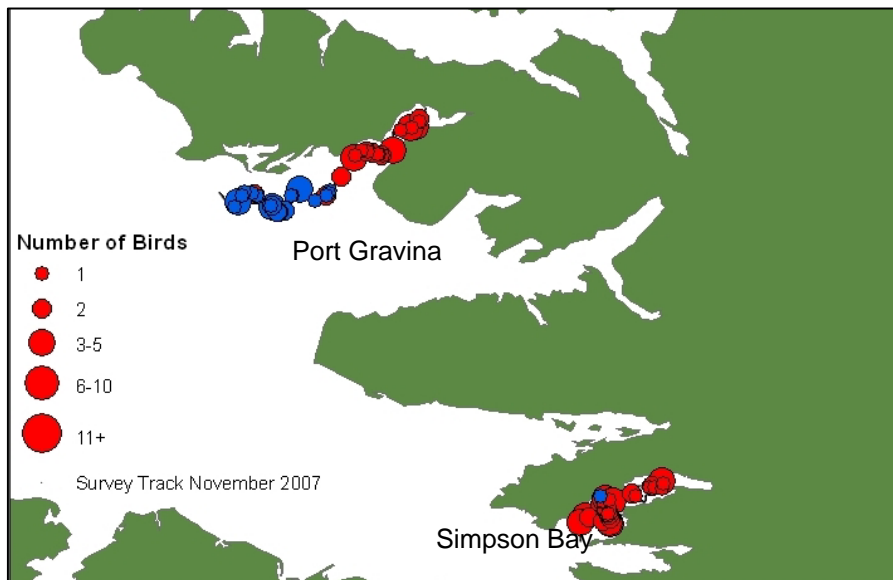 Port Gravina
Number of Birds
1
2
3-5
6-10
11+
Survey Track November 2007
Simpson Bay